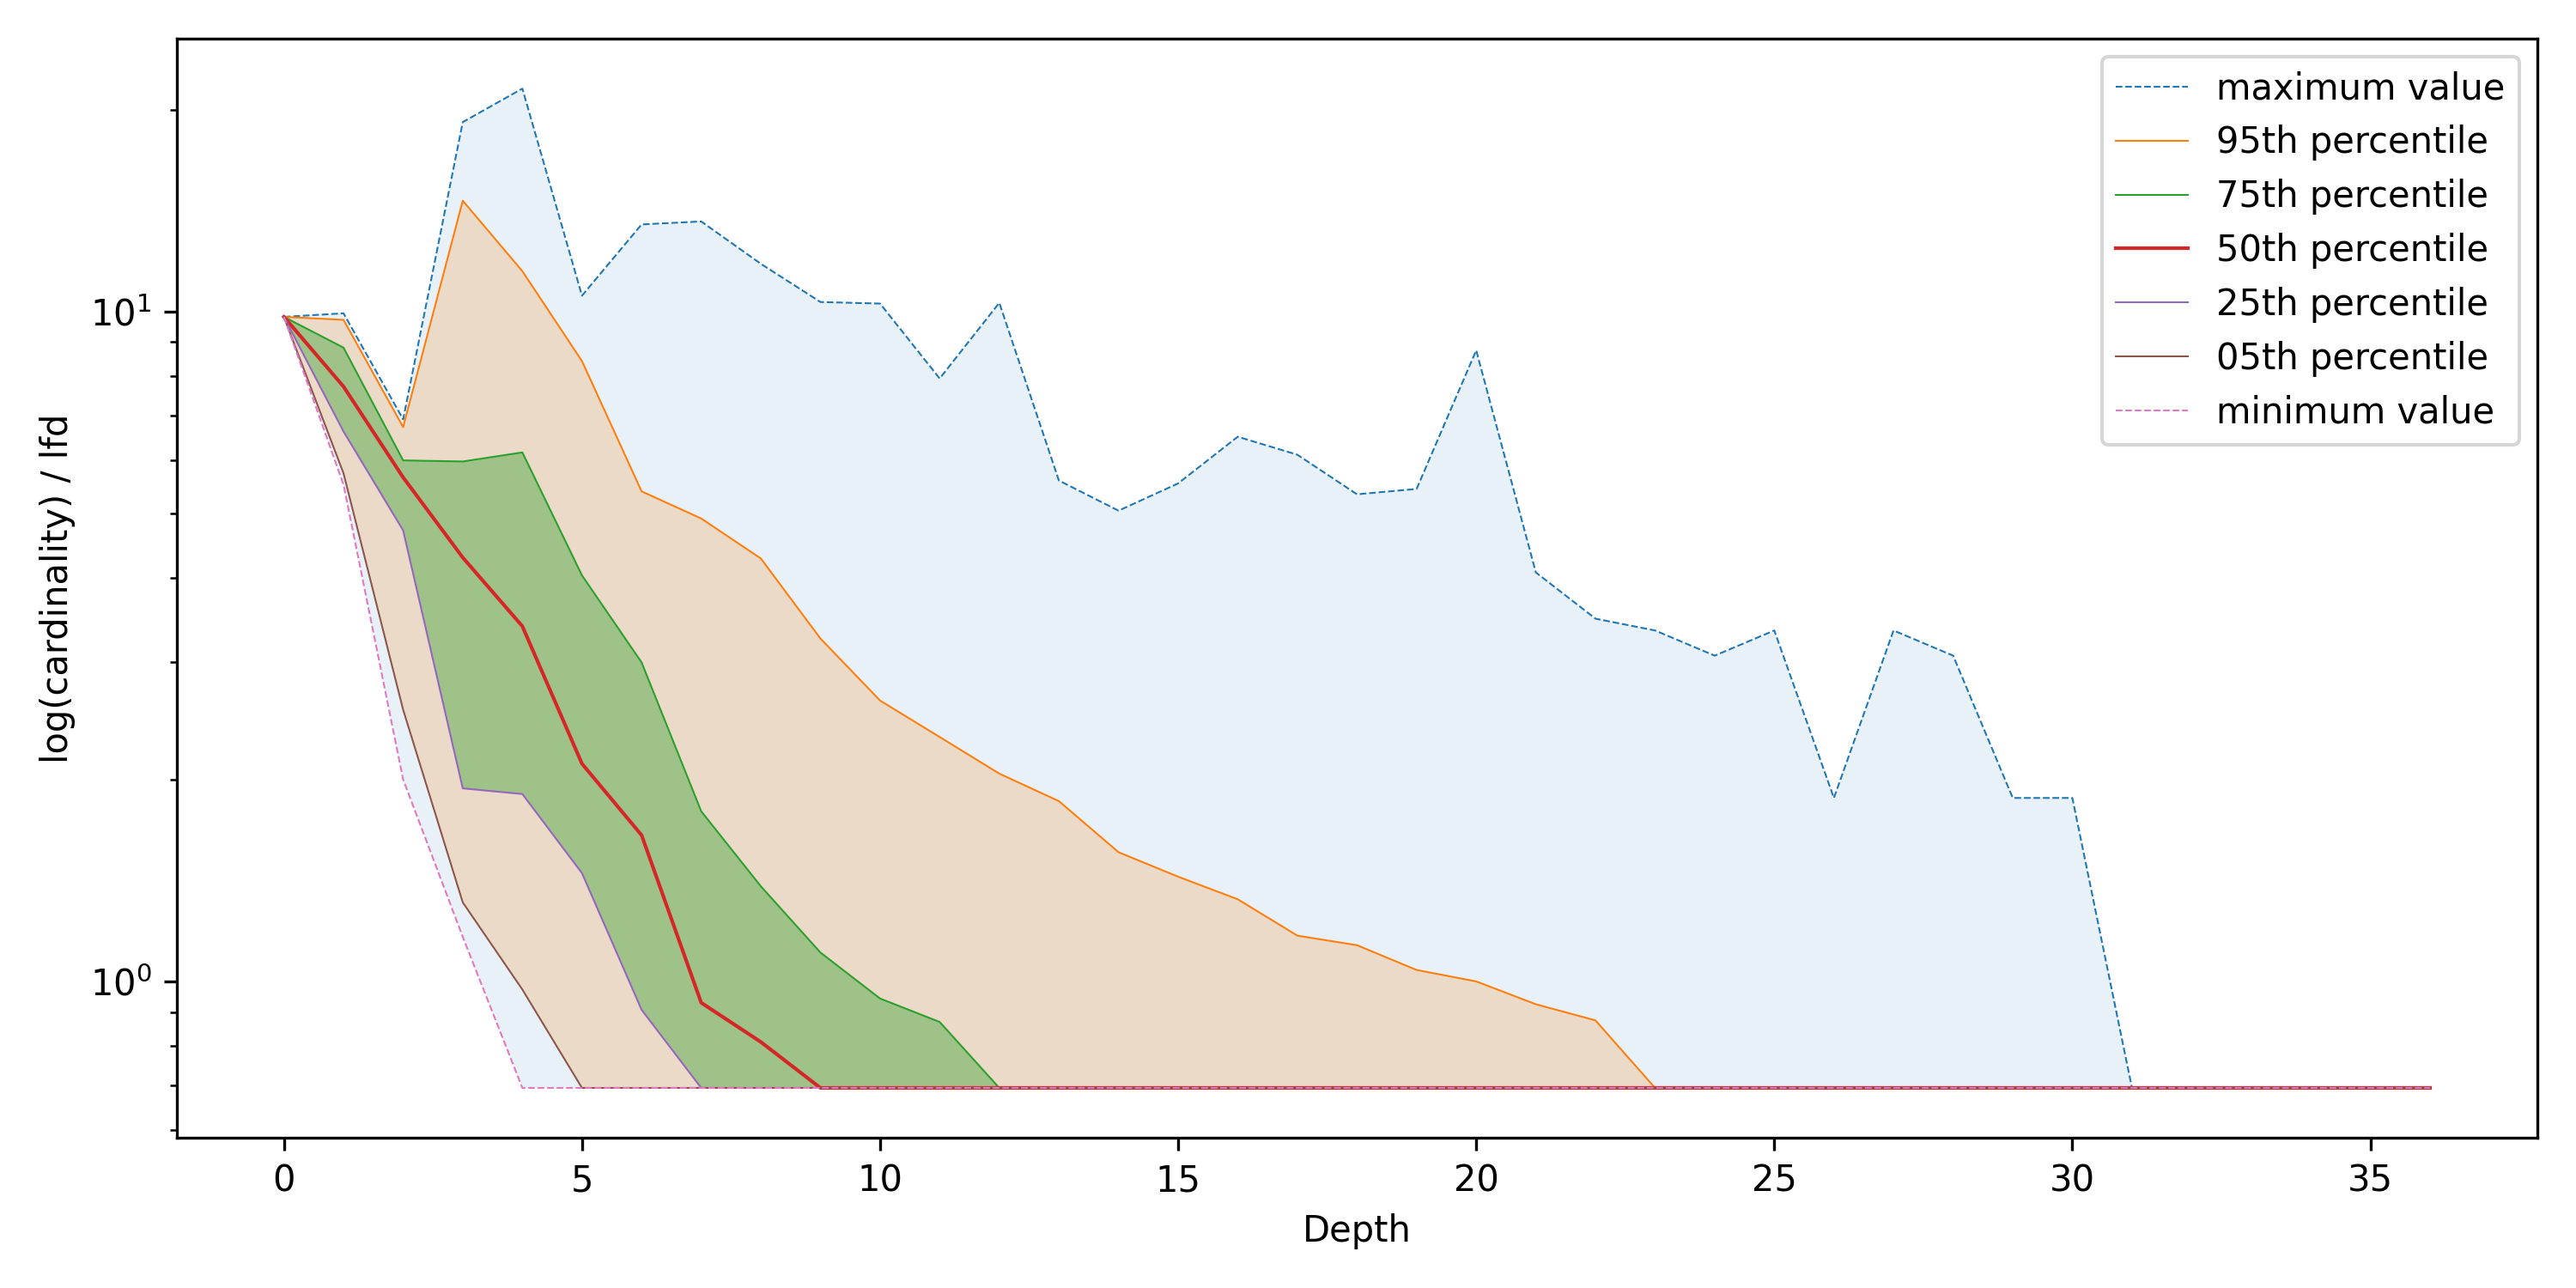 log(cardinality) / lfd
10¹
10⁰
0 5 10 15 20 25 30 35
Depth
maximum value
95th percentile
75th percentile
50th percentile
25th percentile
05th percentile
minimum value